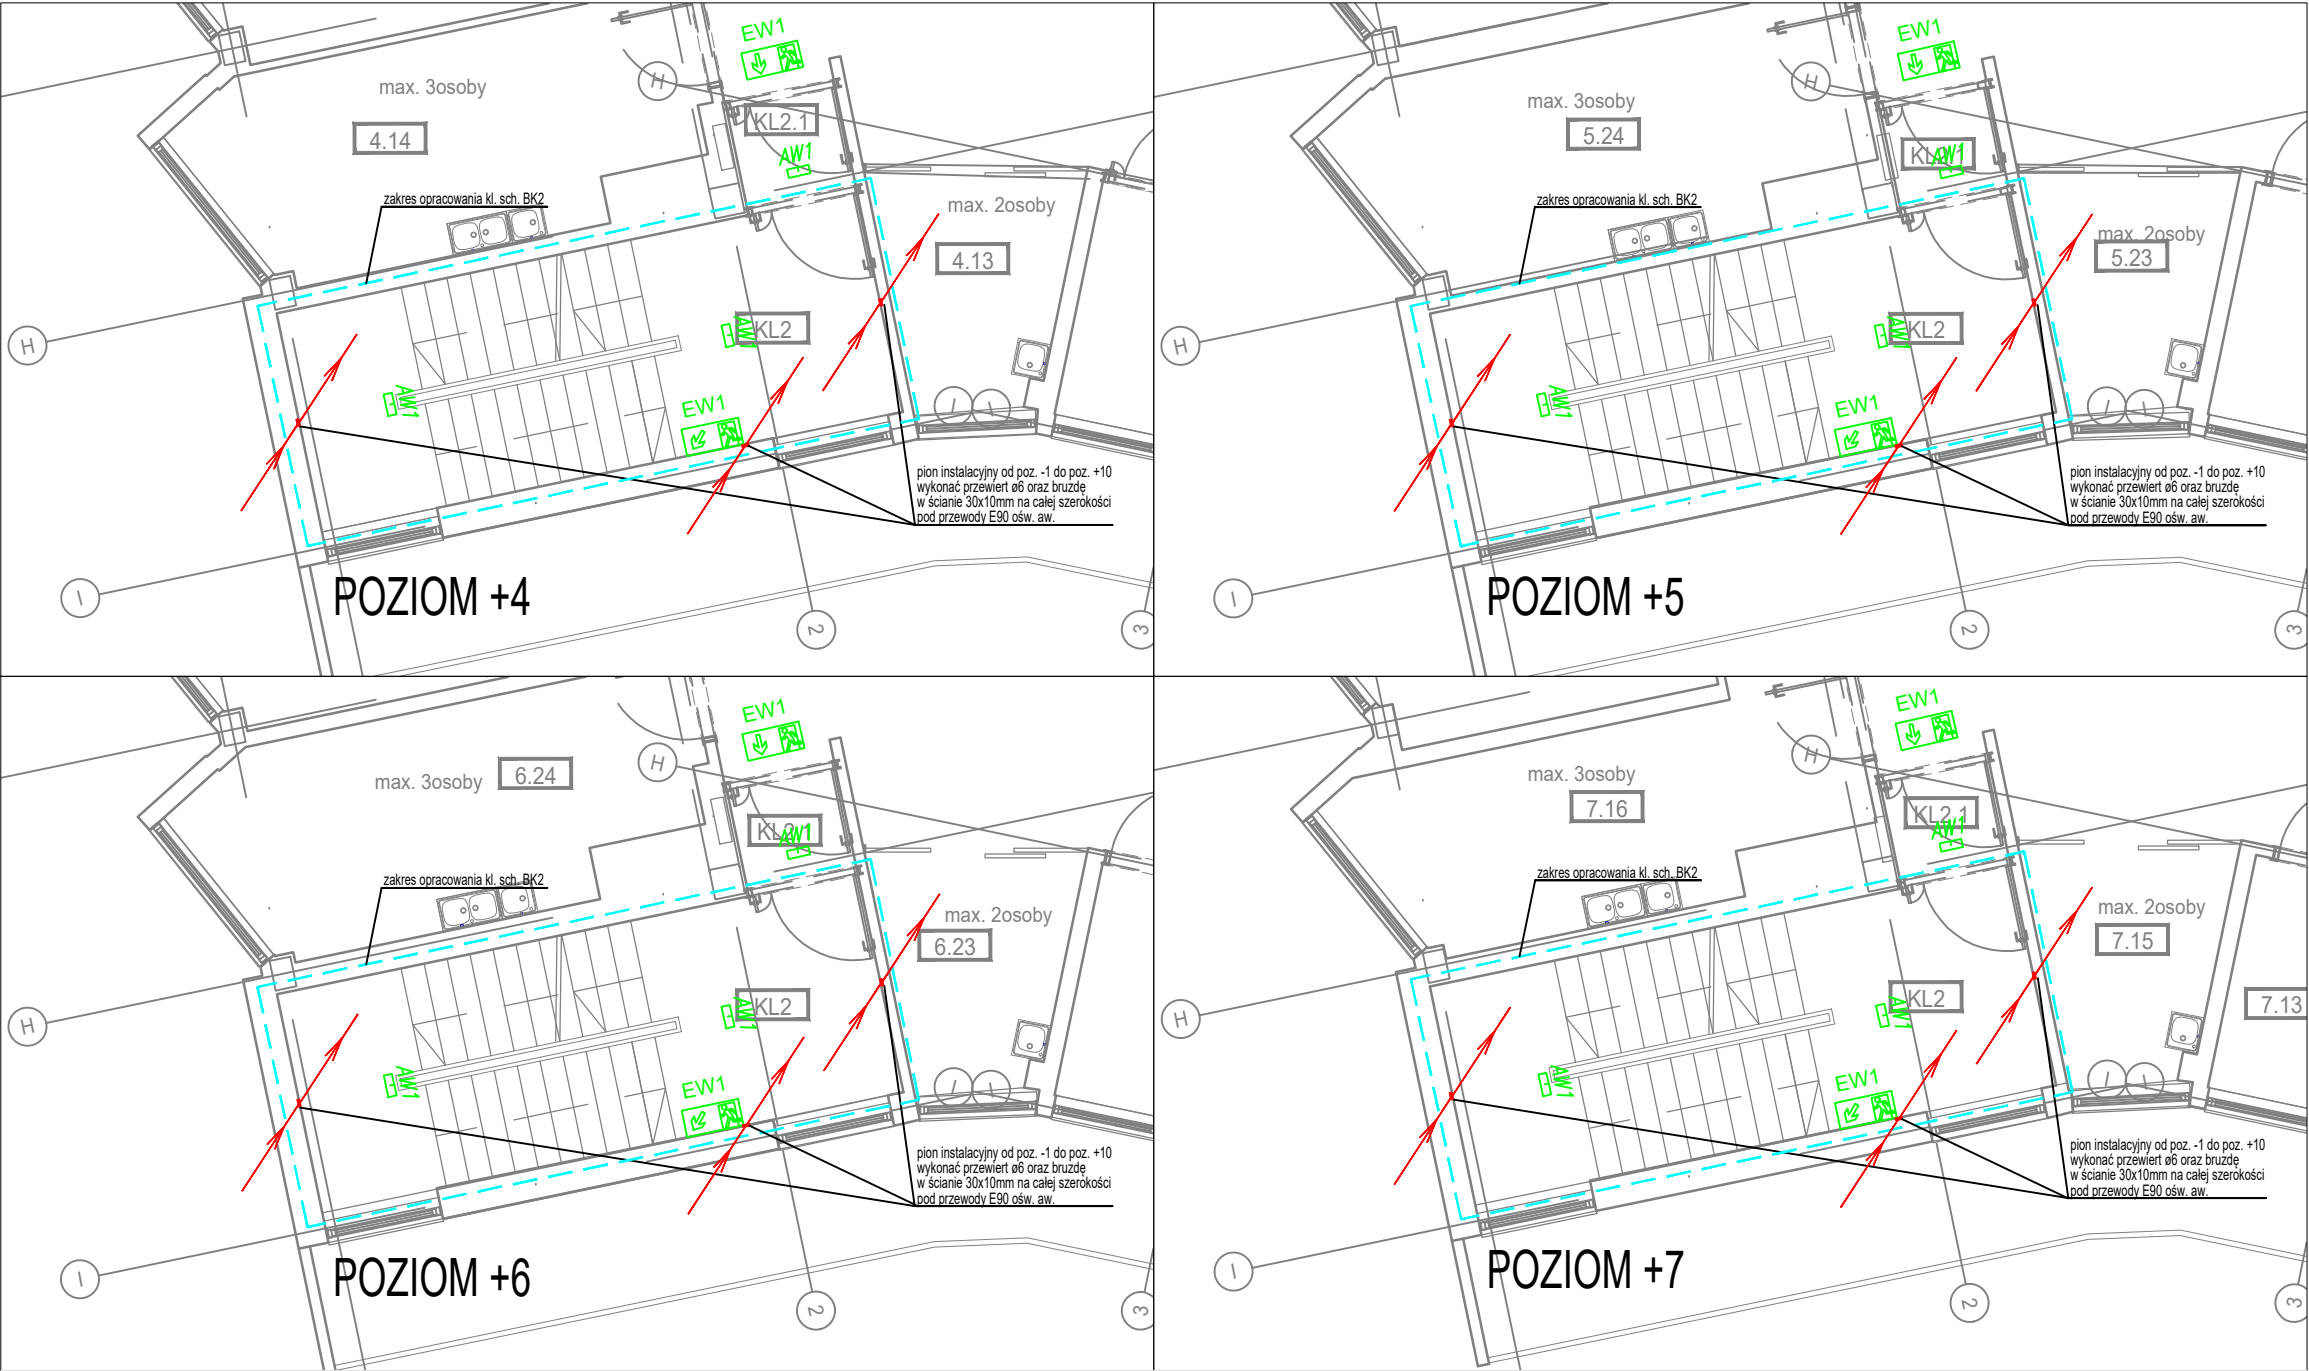 EW1
H
max. 3osoby
4.14
KL2.1
AW1
zakres opracowania kl. sch. BK2
max. 2osoby
4.13
H
AW1
KL2
AW1
EW1
pion instalacyjny od poz. -1 do poz. +10
wykonać przewiert ø6 oraz bruzdę
w ścianie 30x10mm na całej szerokości
pod przewody E90 ośw. aw.
I
POZIOM +4
2
3
EW1
H
max. 3osoby
5.24
AW1
zakres opracowania kl. sch. BK2
max. 2osoby
5.23
H
AW1
KL2
AW1
EW1
pion instalacyjny od poz. -1 do poz. +10
wykonać przewiert ø6 oraz bruzdę
w ścianie 30x10mm na całej szerokości
pod przewody E90 ośw. aw.
I
POZIOM +5
2
3
EW1
H
max. 3osoby
6.24
AW1
zakres opracowania kl. sch. BK2
max. 2osoby
6.23
H
AW1
KL2
AW1
EW1
pion instalacyjny od poz. -1 do poz. +10
wykonać przewiert ø6 oraz bruzdę
w ścianie 30x10mm na całej szerokości
pod przewody E90 ośw. aw.
I
POZIOM +6
2
3
EW1
H
max. 3osoby
7.16
KL2.1
AW1
zakres opracowania kl. sch. BK2
max. 2osoby
7.15
H
AW1
KL2
7.13
AW1
EW1
pion instalacyjny od poz. -1 do poz. +10
wykonać przewiert ø6 oraz bruzdę
w ścianie 30x10mm na całej szerokości
pod przewody E90 ośw. aw.
I
POZIOM +7
2
3